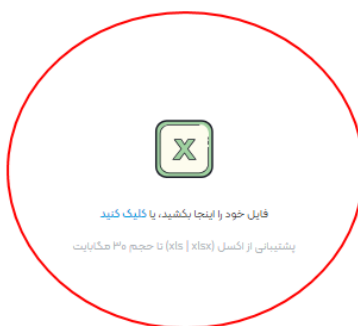 X
فایل خود را اینجا بکشید، یا کلیک کنید
پشتیبانی از اکسل (xls | xlsx) تا حجم ۳۰ مگابایت